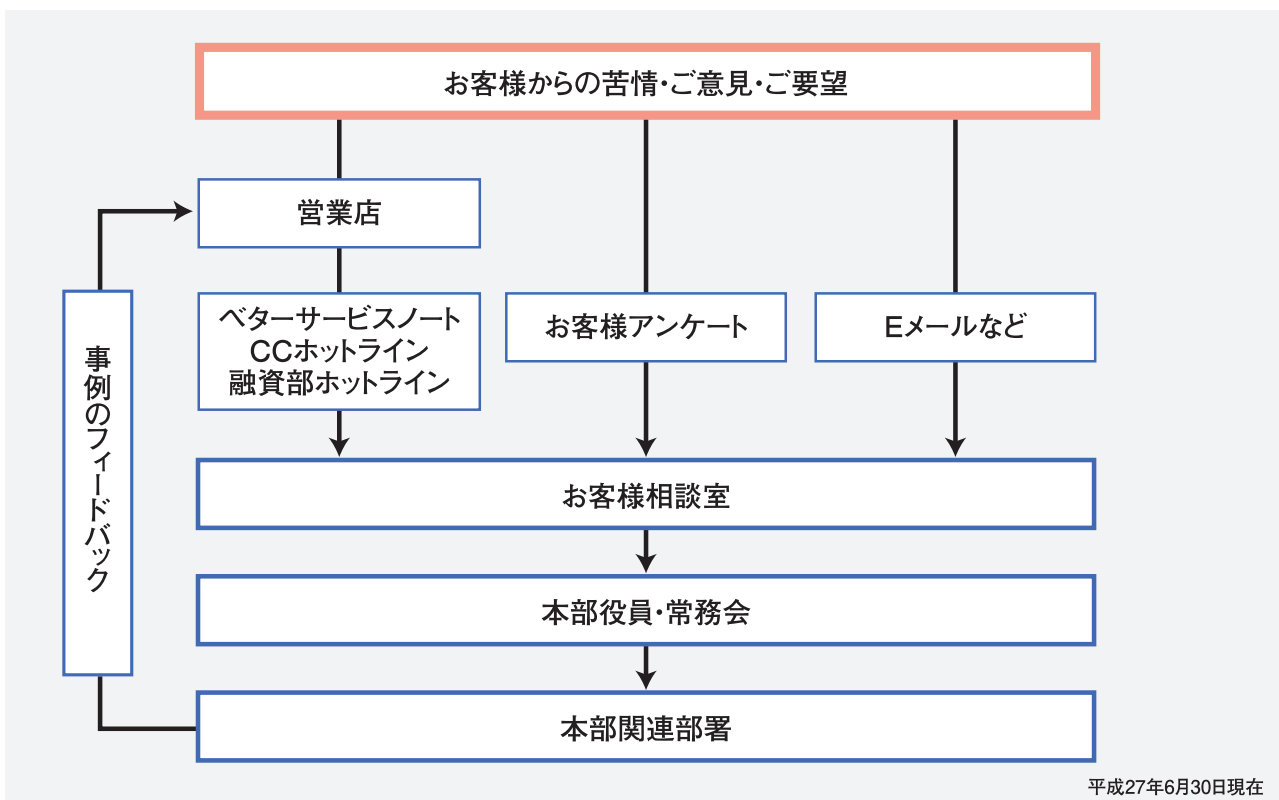 お客様からの苦情・ご意見・ご要望
営業店
ベターサービスノート
CCホットライン
融資部ホットライン
お客様アンケート
Eメールなど
事例のフィードバック
お客様相談室
本部役員・常務会
本部関連部署
平成27年6月30日現在